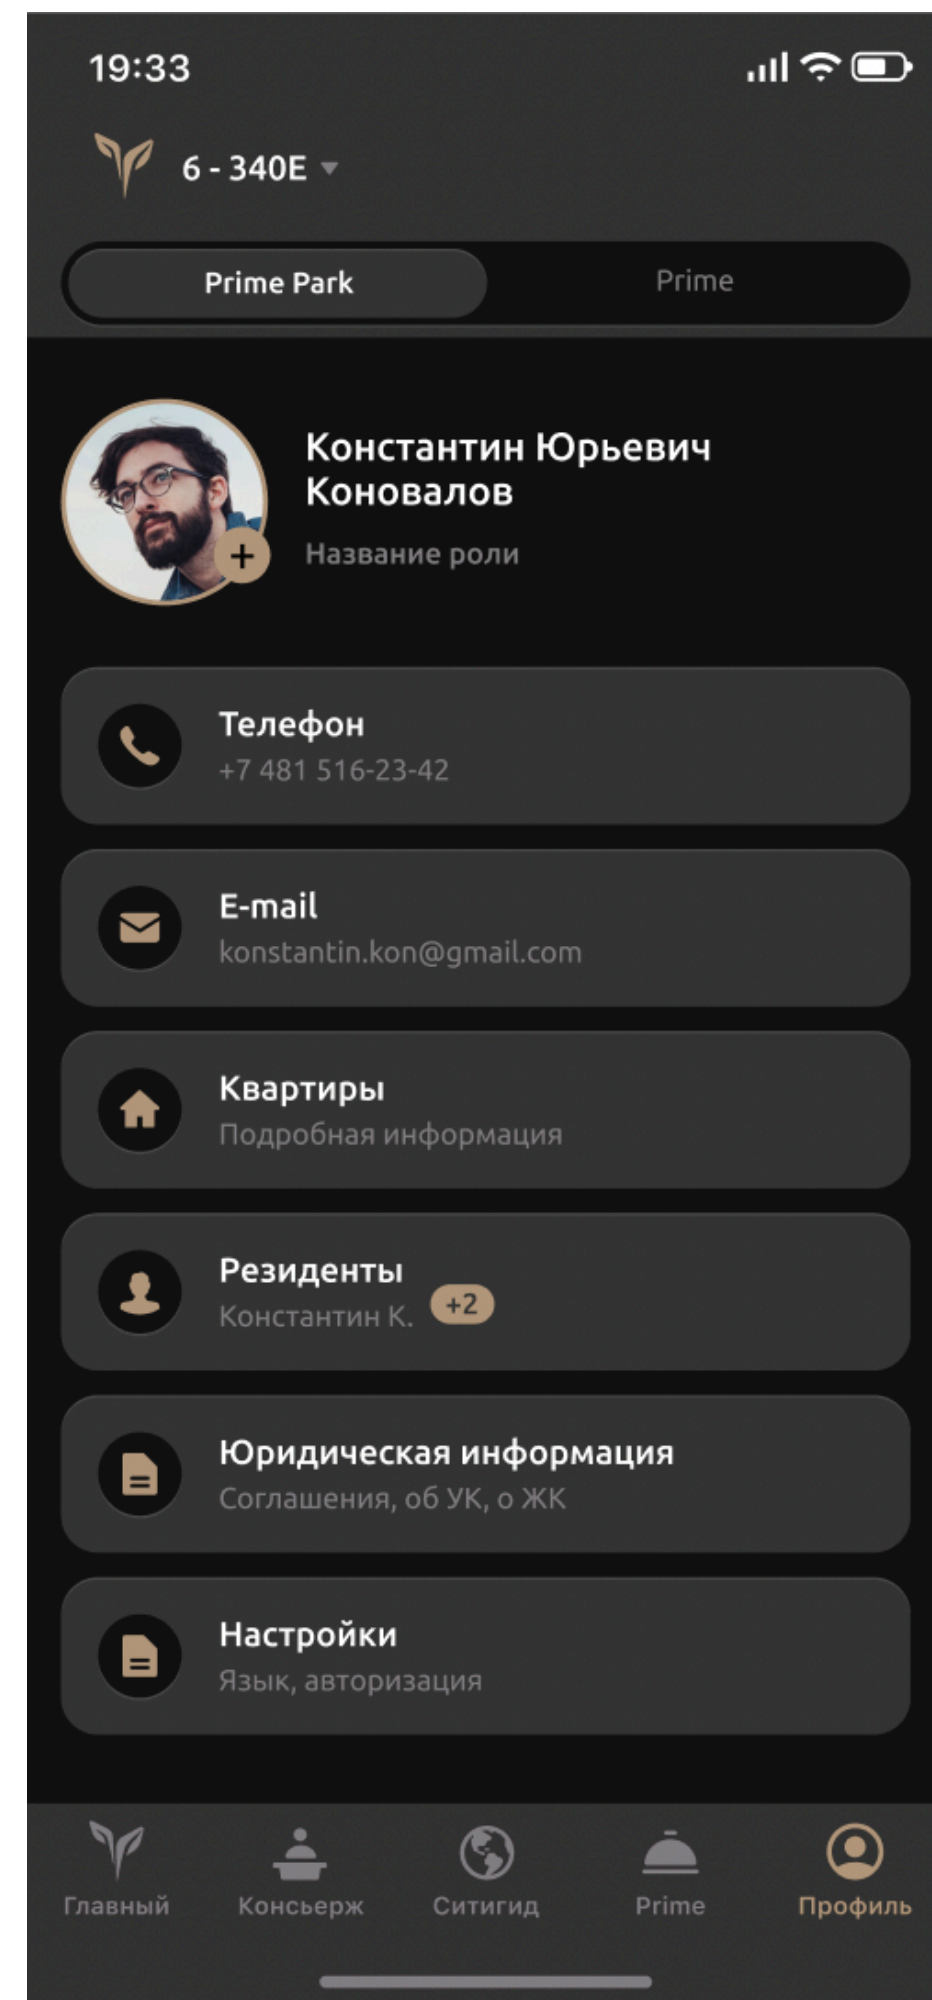 19:33
6 - 340E
Prime Park
Prime
Константин Юрьевич
Коновалов
Название роли
Телефон
+7 481 516-23-42
E-mail
konstantin.kon@gmail.com
Квартиры
Подробная информация
Резиденты
Константин К. +2
Юридическая информация
Соглашения, об УК, о ЖК
Настройки
Язык, авторизация
Главный Консьерж Ситигид Prime Профиль